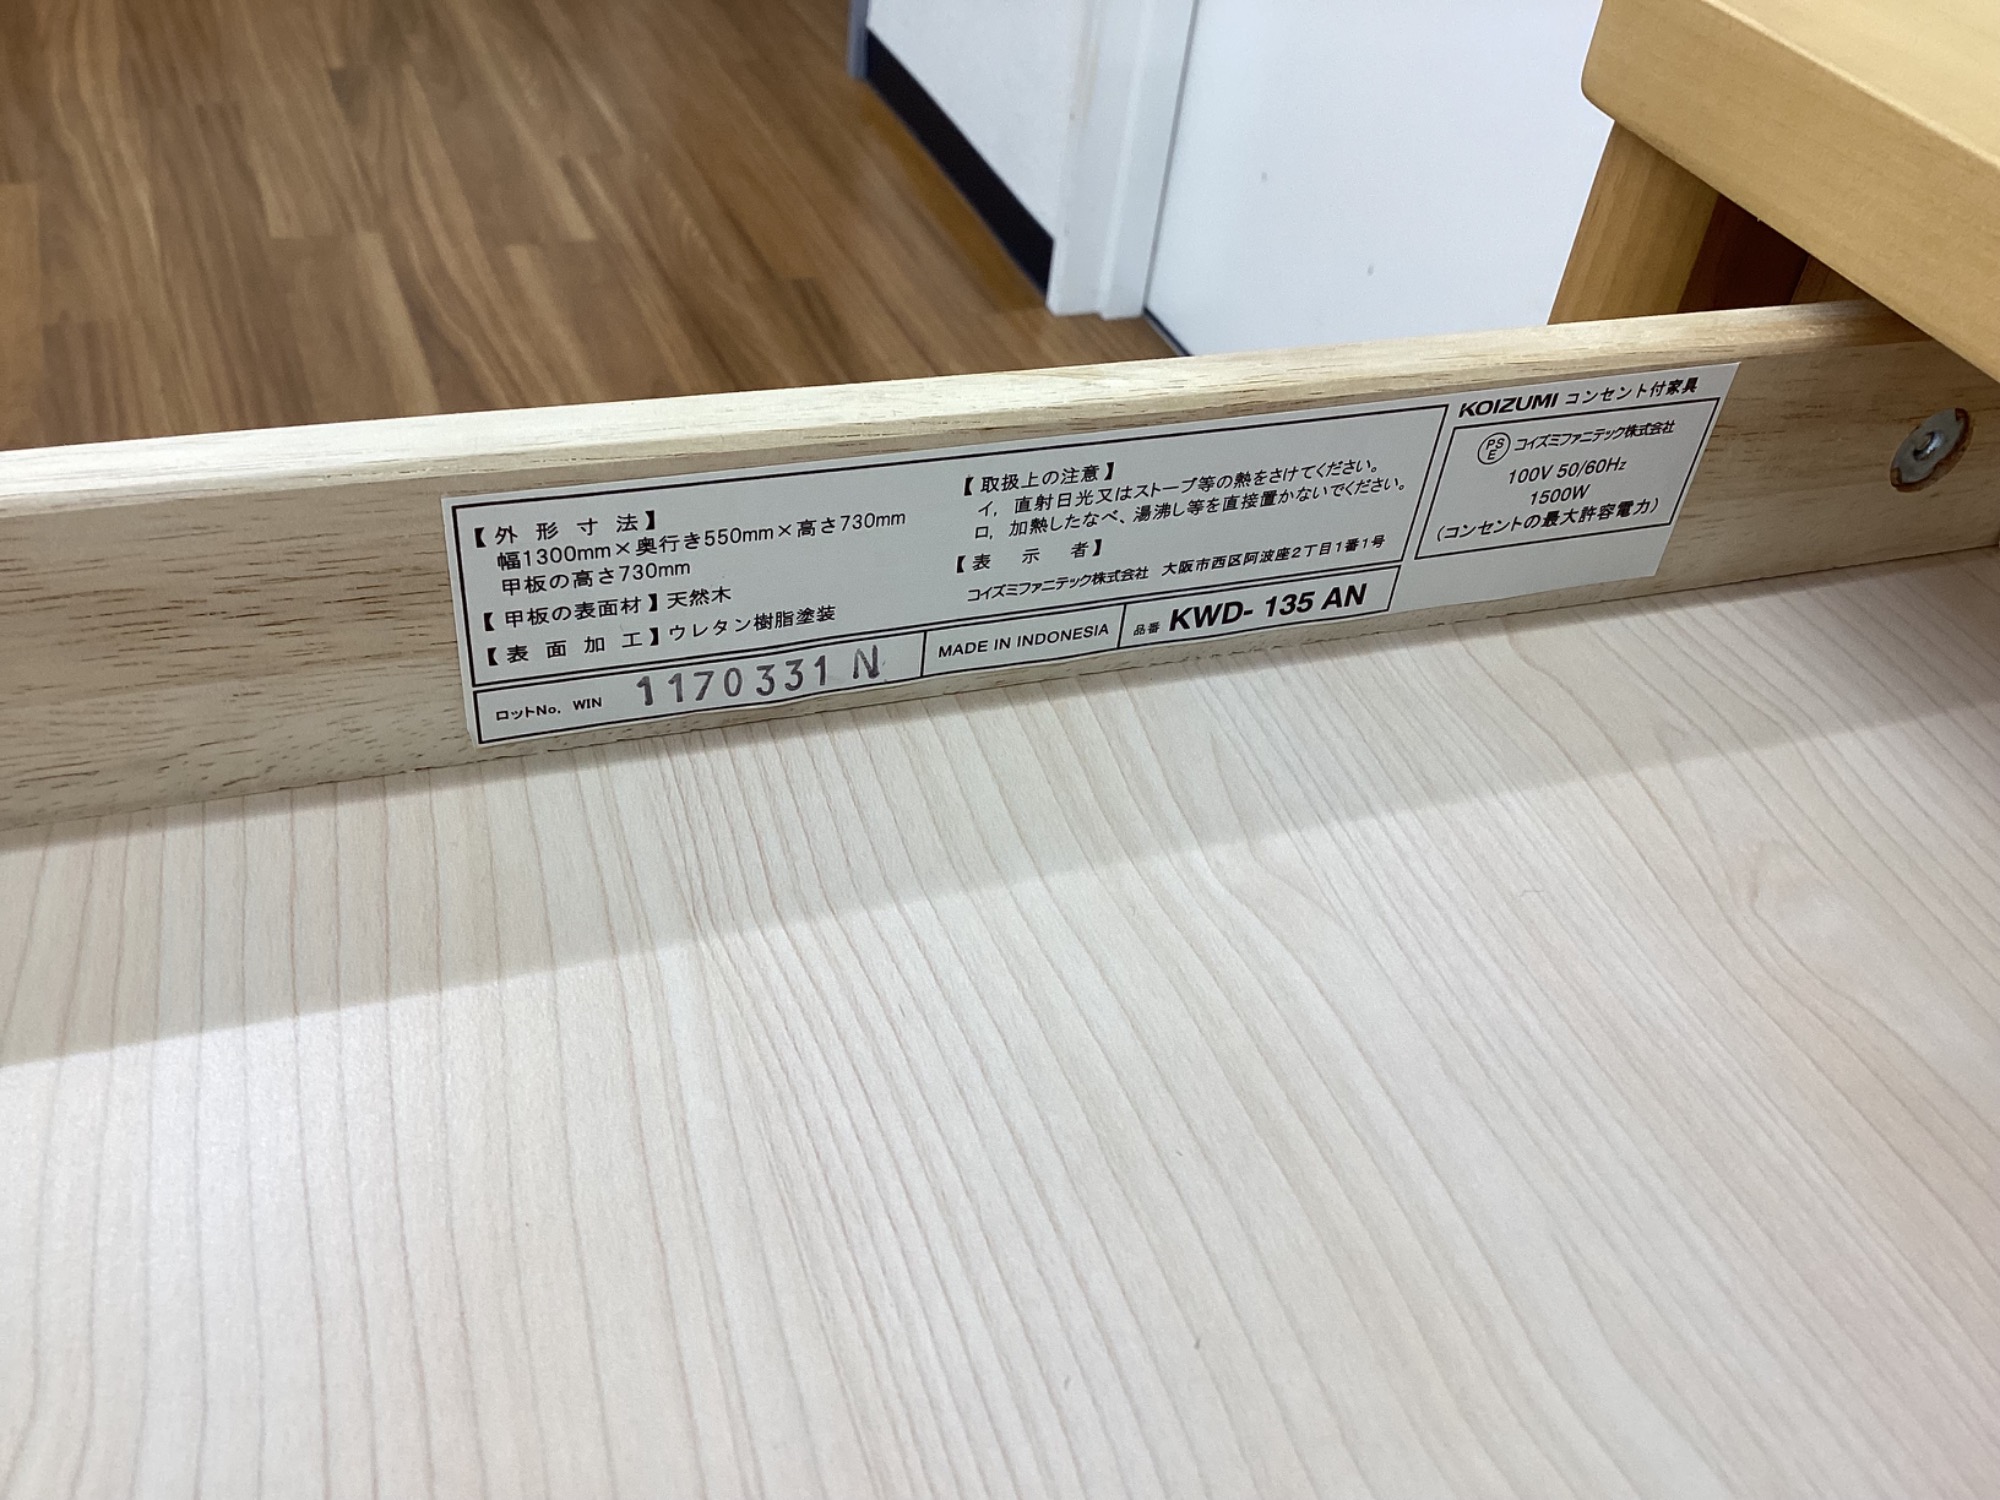 【外形寸法】
幅1300mm×奥行き550mm×高さ730mm
甲板の高さ730mm
【甲板の表面材】天然木
【表面加工】ウレタン樹脂塗装
【取扱上の注意】
イ，直射日光又はストーブ等の熱をさけてください。
ロ，加熱したなべ、湯沸し等を直接置かないでください。
【表示者】
コイズミファニテック株式会社 大阪市西区阿波座2丁目1番1号
ロットNo. WIN 1170331 N
MADE IN INDONESIA
品番 KWD- 135 AN
KOIZUMI コンセント付家具
PSE コイズミファニテック株式会社
100V 50/60Hz
1500W
（コンセントの最大許容電力）